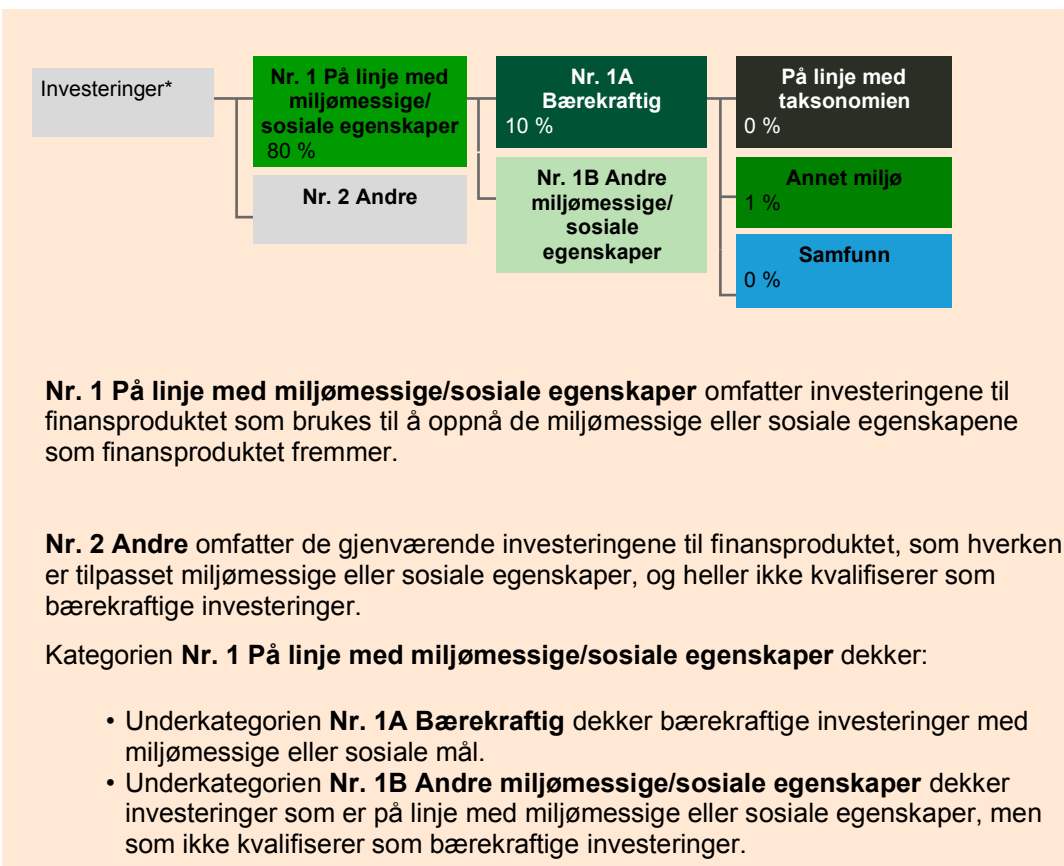 Investeringer*
Nr. 1 På linje med
miljømessige/
sosiale egenskaper
80 %
Nr. 2 Andre
Nr. 1A
Bærekraftig
10 %
Nr. 1B Andre
miljømessige/
sosiale
egenskaper
På linje med
taksonomien
0 %
Annet miljø
1 %
Samfunn
0 %
Nr. 1 På linje med miljømessige/sosiale egenskaper omfatter investeringene til
finansproduktet som brukes til å oppnå de miljømessige eller sosiale egenskapene
som finansproduktet fremmer.
Nr. 2 Andre omfatter de gjenværende investeringene til finansproduktet, som hverken
er tilpasset miljømessige eller sosiale egenskaper, og heller ikke kvalifiserer som
bærekraftige investeringer.
Kategorien Nr. 1 På linje med miljømessige/sosiale egenskaper dekker:
• Underkategorien Nr. 1A Bærekraftig dekker bærekraftige investeringer med
miljømessige eller sosiale mål.
• Underkategorien Nr. 1B Andre miljømessige/sosiale egenskaper dekker
investeringer som er på linje med miljømessige eller sosiale egenskaper, men
som ikke kvalifiserer som bærekraftige investeringer.